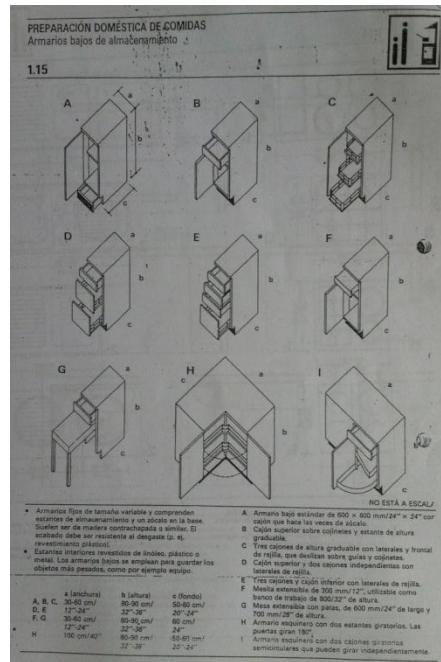 PREPARACIÓN DOMÉSTICA DE COMIDAS
Armarios bajos de almacenamiento
1.15
A
a
b
c
B
a
b
c
C
a
b
c
D
a
b
c
E
a
b
c
F
a
b
c
G
a
b
c
H
c
a
b
I
a
b
c
NO ESTÁ A ESCALA
• Armarios fijos de tamaño variable y comprenden
estantes de almacenamiento y un zócalo en la base.
Suelen ser de madera contrachapada o similar. El
acabado debe ser resistente al desgaste (p. ej.
revestimiento plástico).
• Estantes interiores revestidos de linóleo, plástico o
metal. Los armarios bajos se emplean para guardar los
objetos más pesados, como por ejemplo equipo.
a (anchura) b (altura) c (fondo)
A, B, C 30-60 cm/ 80-90 cm/ 50-60 cm/
D, E 12"-24" 32"-36" 20"-24"
F, G 30-60 cm/ 80-90 cm/ 60 cm/
12"-24" 32"-36" 24"
H 100 cm/40" 80-90 cm/ 50-60 cm/
32"-36" 20"-24"
A Armario bajo estándar de 600 × 600 mm/24" × 24" con
cajón que hace las veces de zócalo.
B Cajón superior sobre cojinetes y estante de altura
graduable.
C Tres cajones de altura graduable con laterales y frontal
de rejilla, que deslizan sobre guías y cojinetes.
D Cajón superior y dos cajones independientes con
laterales de rejilla.
E Tres cajones y cajón inferior con laterales de rejilla.
F Mesita extensible de 300 mm/12", utilizable como
banco de trabajo de 800/32" de altura.
G Mesa extensible con patas, de 600 mm/24" de largo y
700 mm/28" de altura.
H Armario esquinero con dos estantes giratorios. Las
puertas giran 180°.
I Armario esquinero con dos cajones giratorios
semicirculares que pueden girar independientemente.